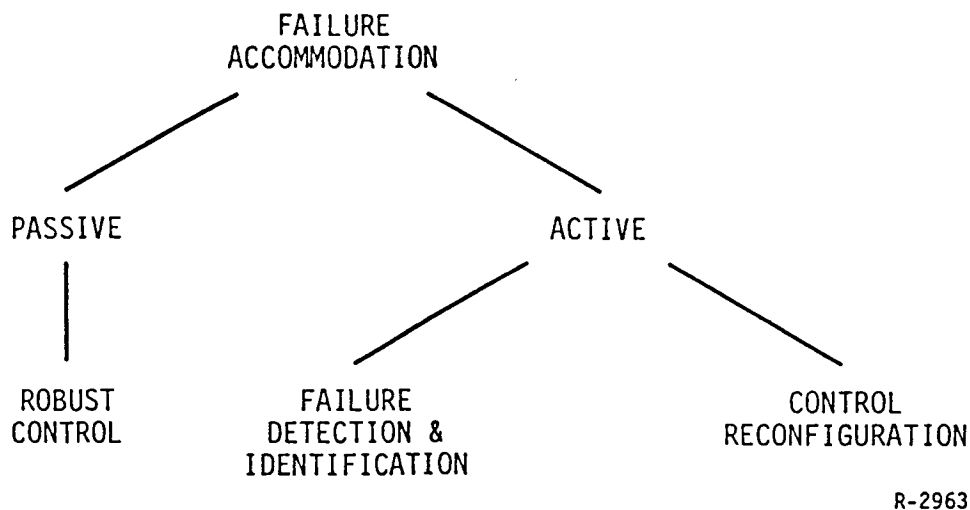 FAILURE
ACCOMMODATION
PASSIVE
ACTIVE
ROBUST
CONTROL
FAILURE
DETECTION &
IDENTIFICATION
CONTROL
RECONFIGURATION
R-2963